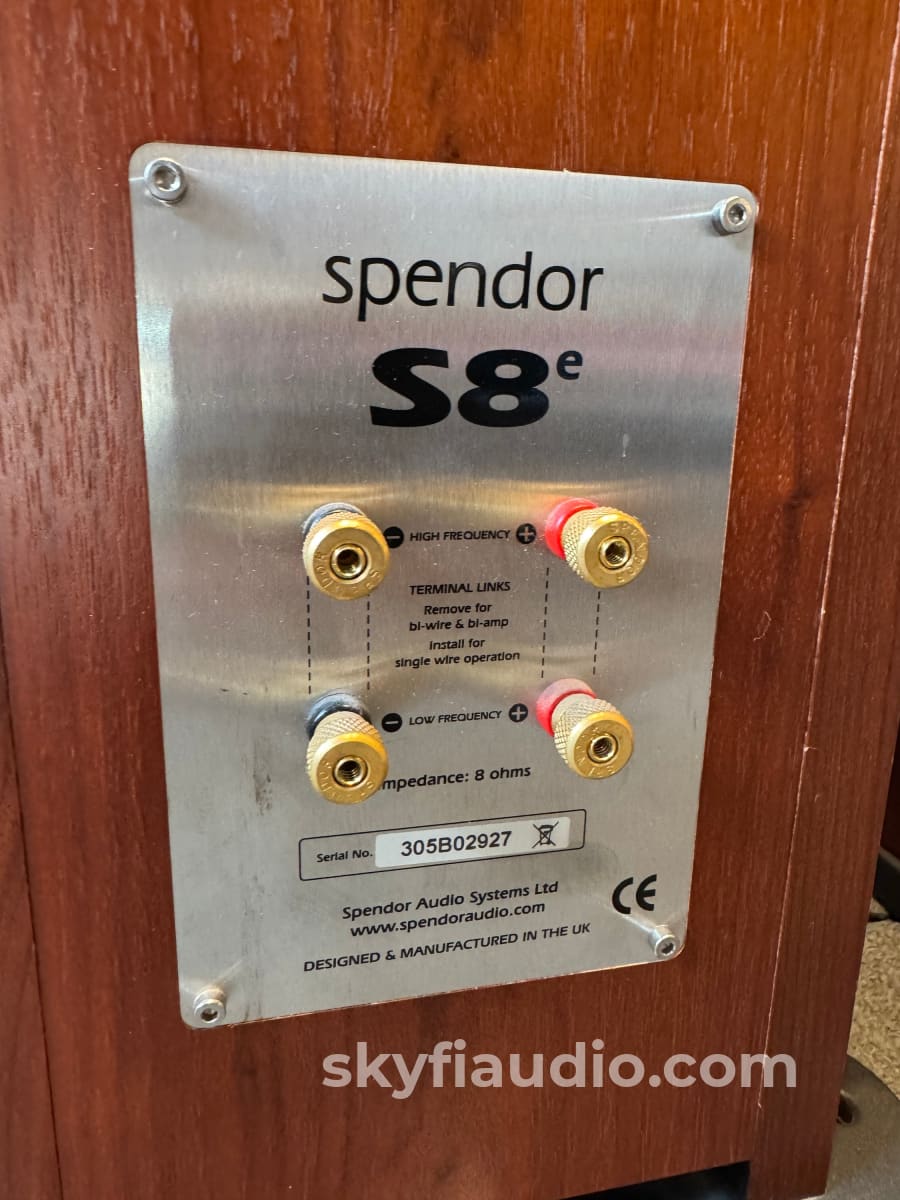 spendor
S8e
− HIGH FREQUENCY +
TERMINAL LINKS
Remove for
bi-wire & bi-amp
Install for
single wire operation
− LOW FREQUENCY +
mpedance: 8 ohms
Serial No. 305B02927
Spendor Audio Systems Ltd
CE
www.spendoraudio.com
DESIGNED & MANUFACTURED IN THE UK
skyfiaudio.com